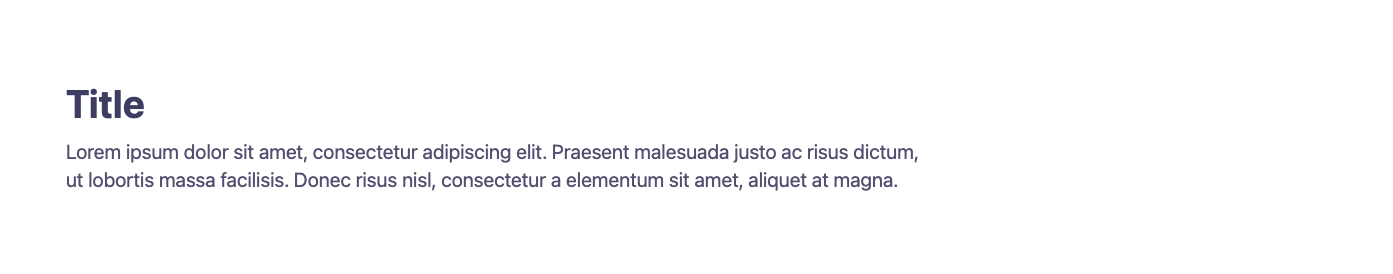 Title
Lorem ipsum dolor sit amet, consectetur adipiscing elit. Praesent malesuada justo ac risus dictum,
ut lobortis massa facilisis. Donec risus nisl, consectetur a elementum sit amet, aliquet at magna.